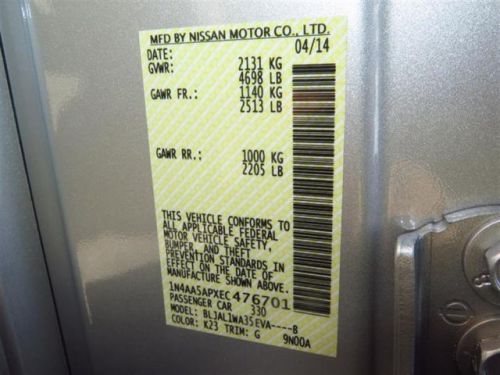 MFD BY NISSAN MOTOR CO., LTD.
DATE: 04/14
GVWR: 2131 KG
4698 LB
GAWR FR.: 1140 KG
2513 LB
GAWR RR.: 1000 KG
2205 LB
THIS VEHICLE CONFORMS TO
ALL APPLICABLE FEDERAL
MOTOR VEHICLE SAFETY,
BUMPER, AND THEFT
PREVENTION STANDARDS IN
EFFECT ON THE DATE OF
MANUFACTURE SHOWN ABOVE.
1N4AA5APXEC476701
PASSENGER CAR 330
MODEL: BLJAL1WA35EVA----B
COLOR: K23 TRIM: G 9N00A